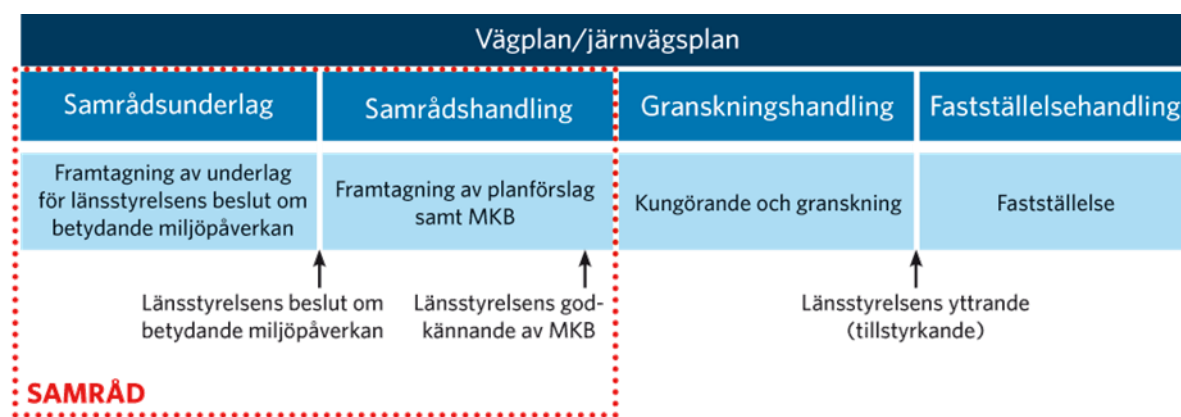 Vägplan/järnvägsplan
Samrådsunderlag
Samrådshandling
Granskningshandling
Fastställelsehandling
Framtagning av underlag
för länsstyrelsens beslut om
betydande miljöpåverkan
Framtagning av planförslag
samt MKB
Kungörande och granskning
Fastställelse
Länsstyrelsens beslut om
betydande miljöpåverkan
Länsstyrelsens god-
kännande av MKB
Länsstyrelsens yttrande
(tillstyrkande)
SAMRÅD